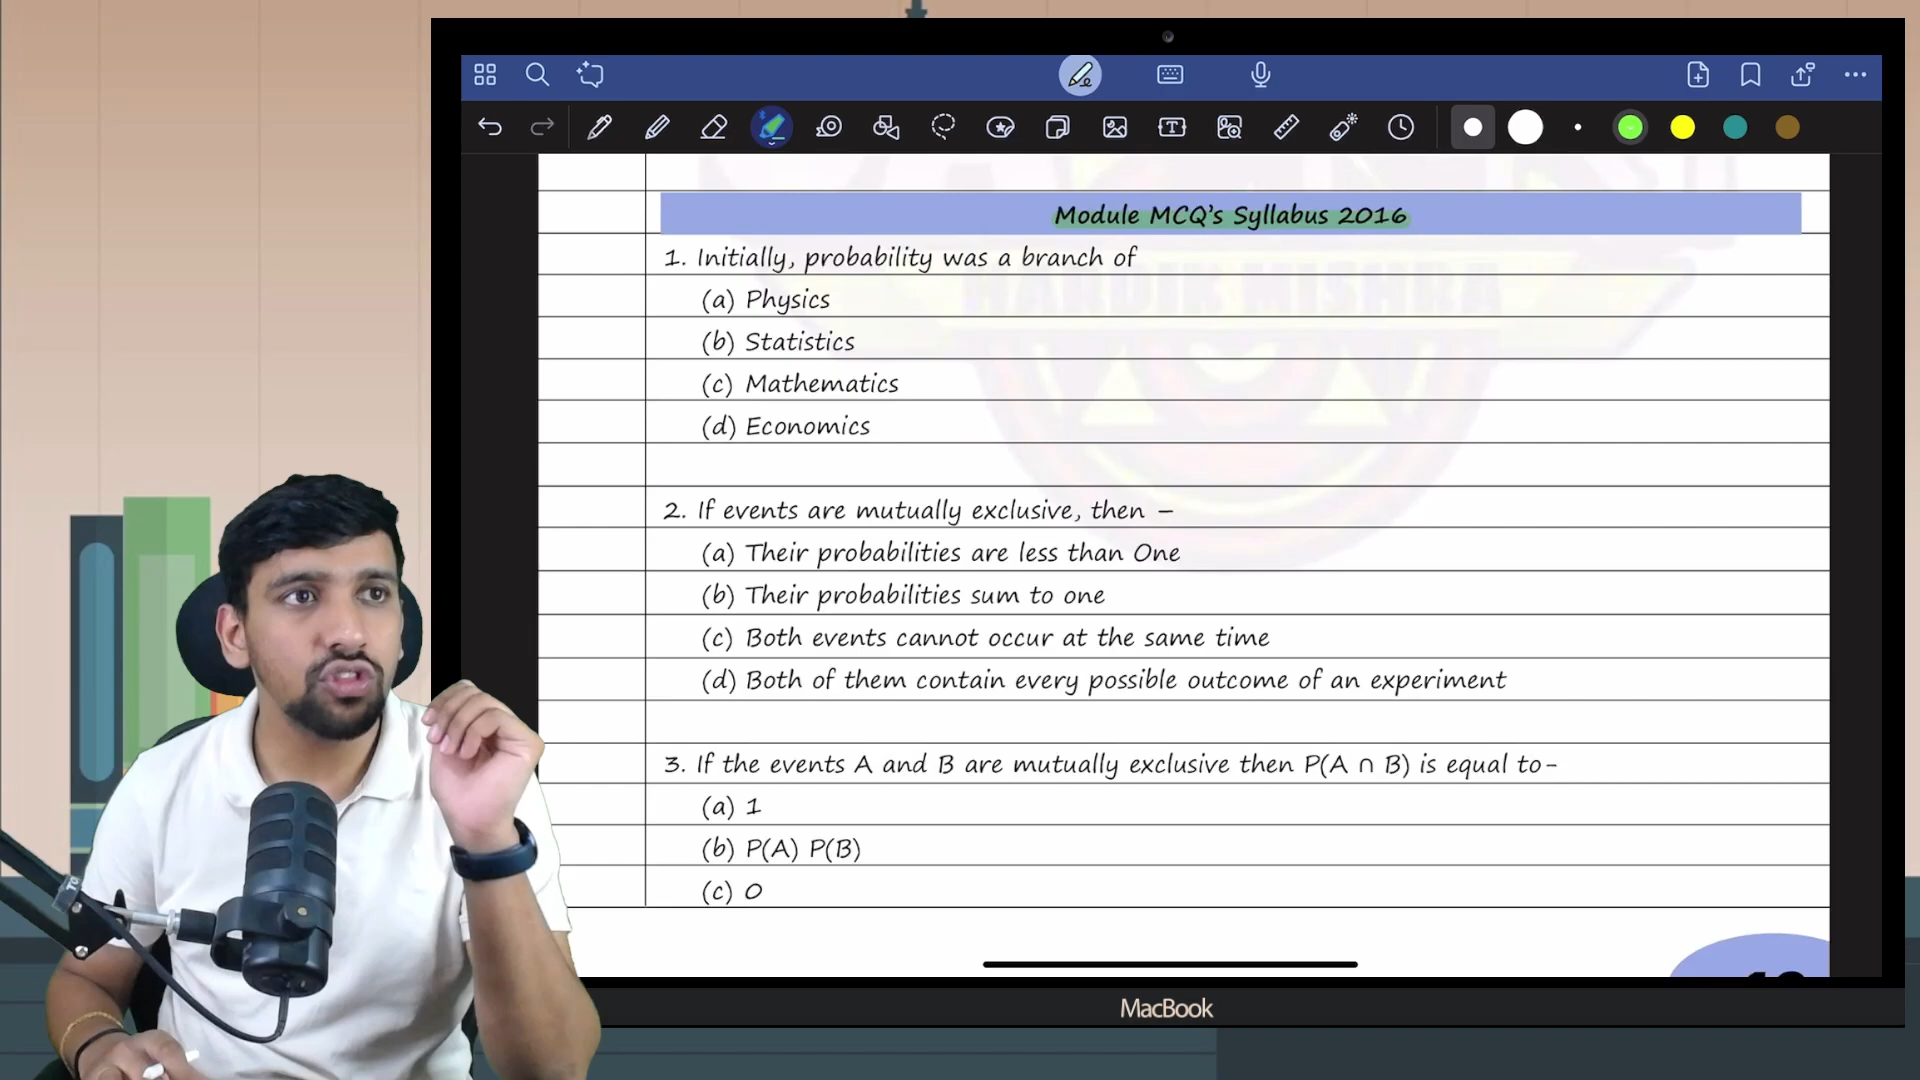 Module MCQ's Syllabus 2016
HARDIK MISHRA
1. Initially, probability was a branch of
(a) Physics
(b) Statistics
(c) Mathematics
(d) Economics
2. If events are mutually exclusive, then –
(a) Their probabilities are less than One
(b) Their probabilities sum to one
(c) Both events cannot occur at the same time
(d) Both of them contain every possible outcome of an experiment
3. If the events A and B are mutually exclusive then P(A ∩ B) is equal to-
(a) 1
(b) P(A) P(B)
(c) 0
MacBook